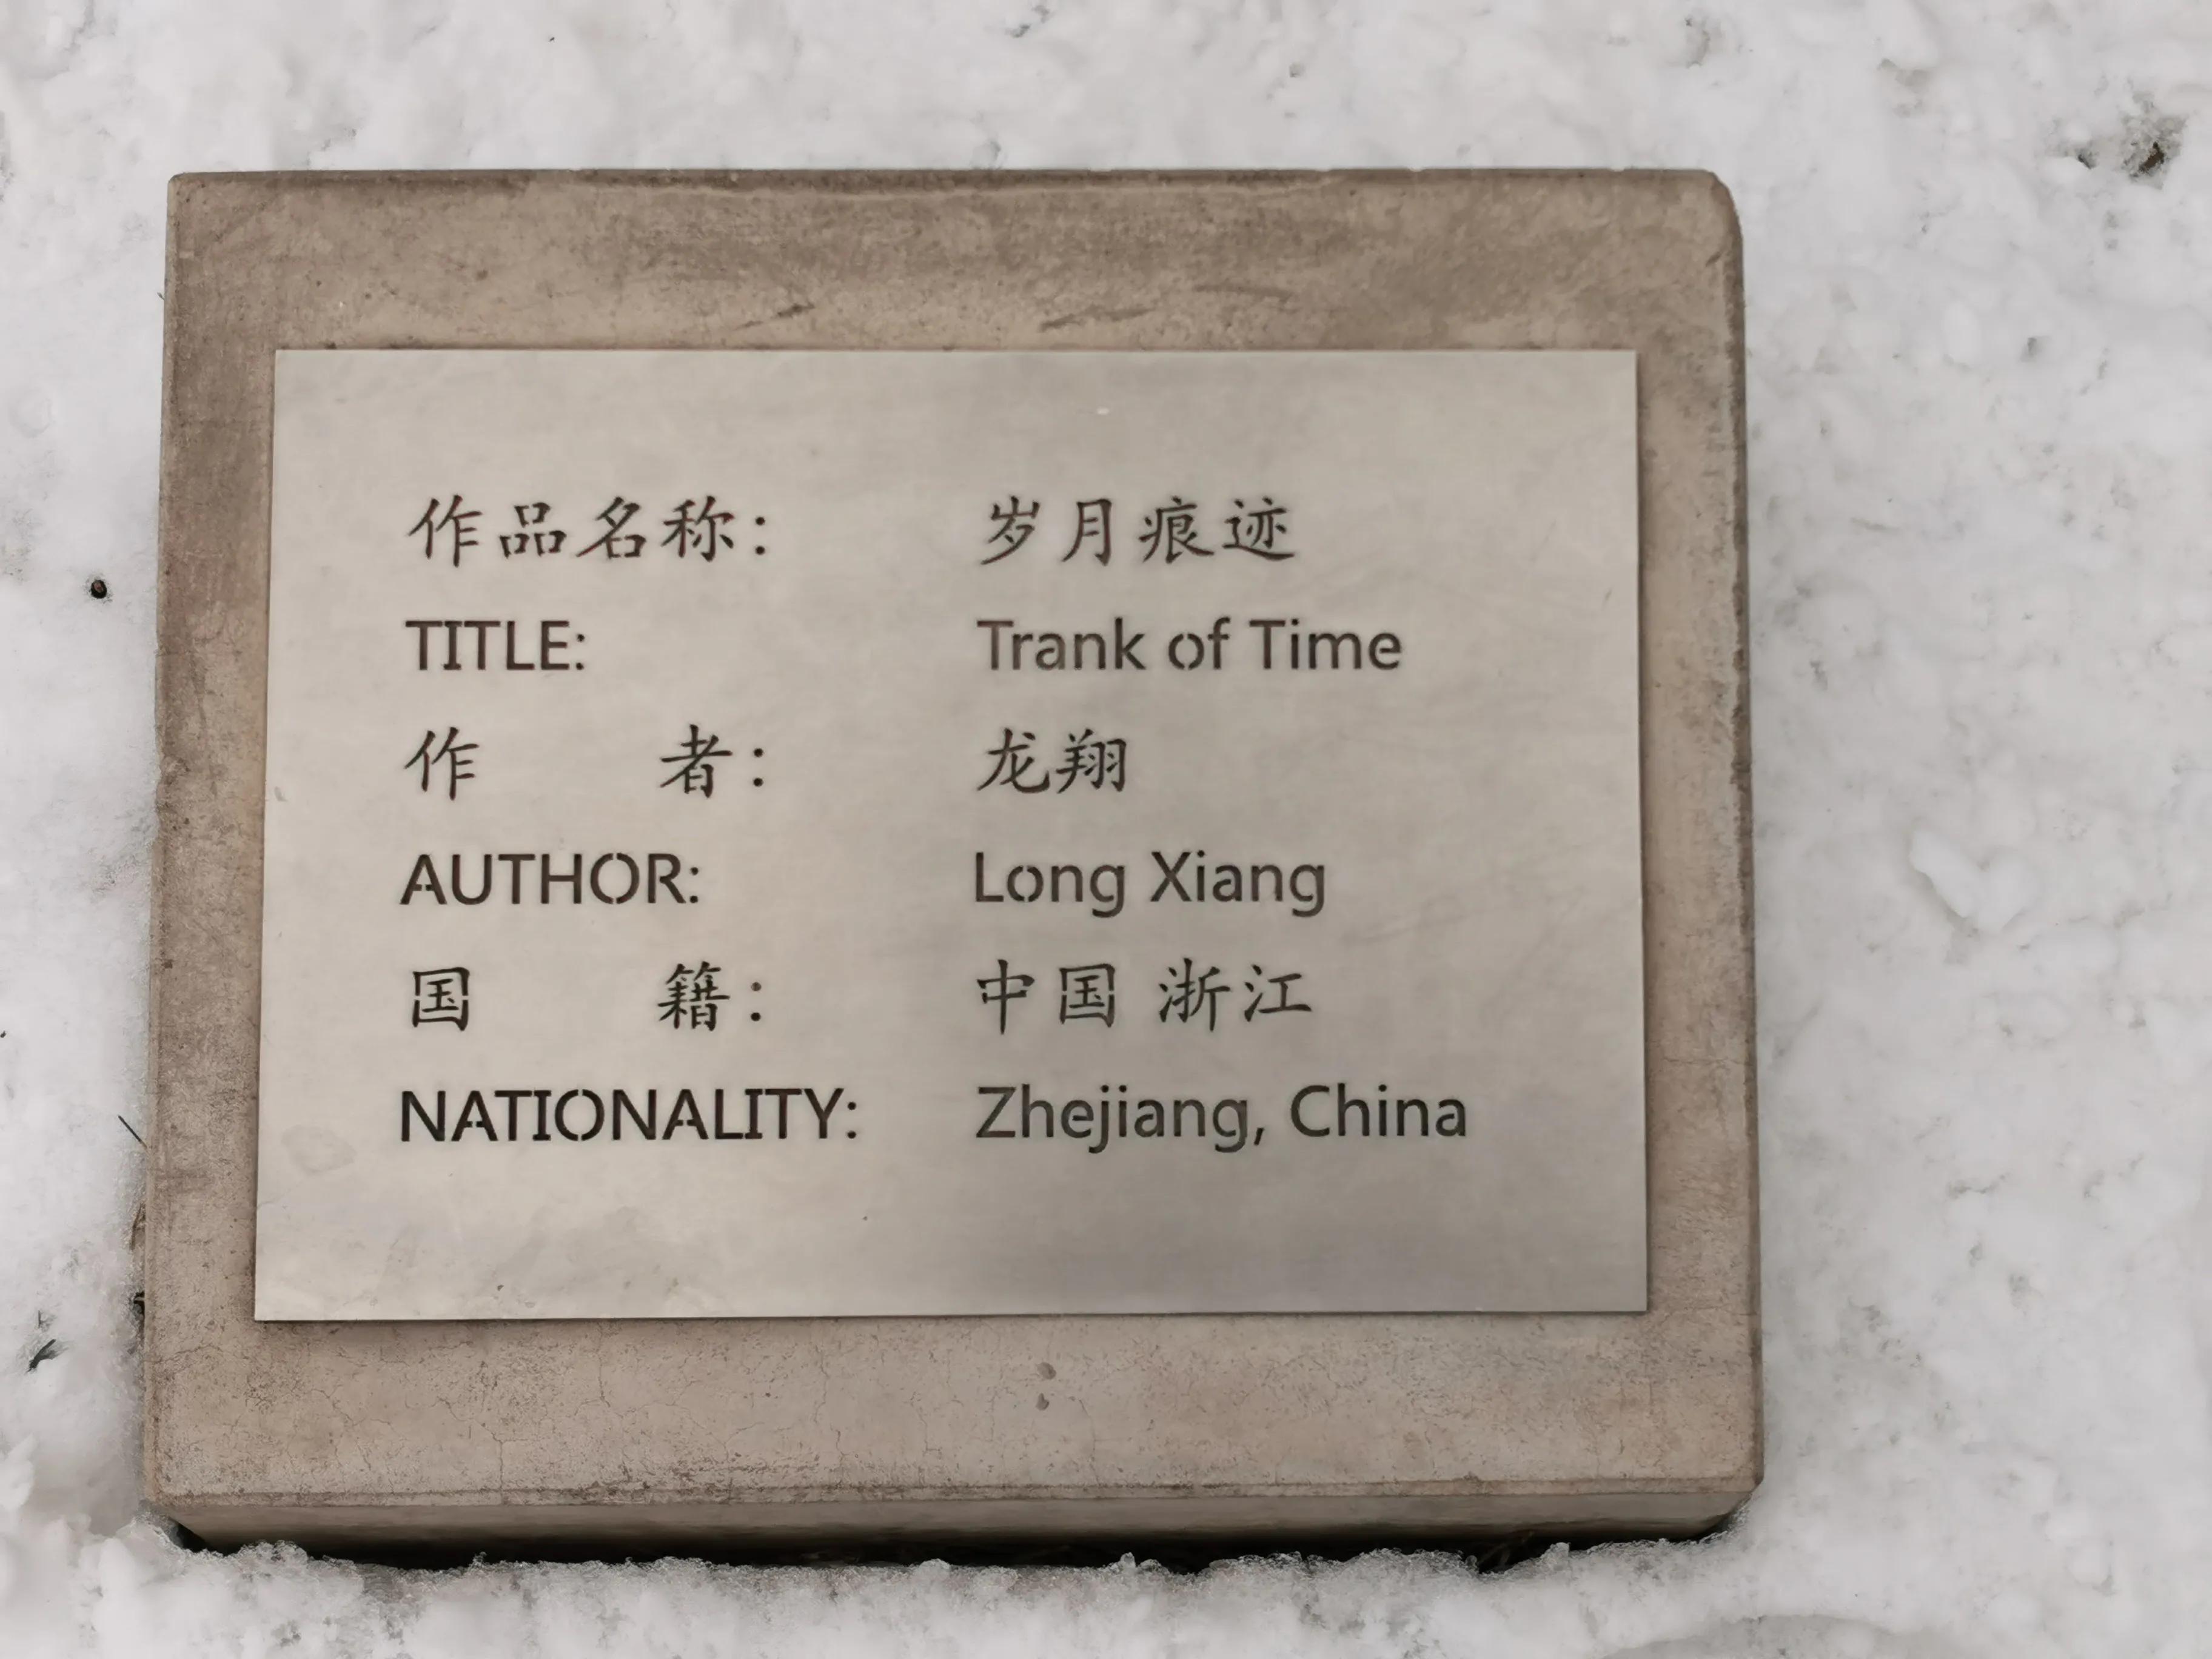 作品名称： 岁月痕迹
TITLE: Trank of Time
作 者： 龙翔
AUTHOR: Long Xiang
国 籍： 中国 浙江
NATIONALITY: Zhejiang, China